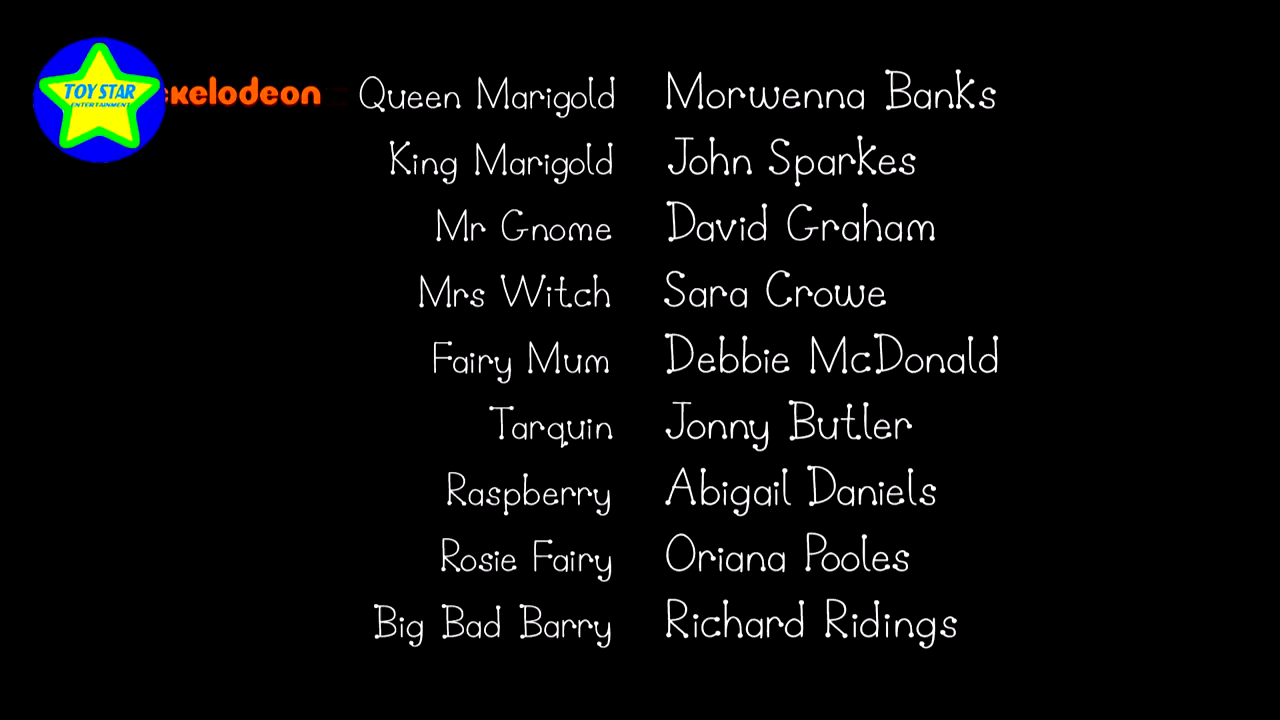 TOY STAR
ENTERTAINMENT
ckelodeon
Queen Marigold Morwenna Banks
King Marigold John Sparkes
Mr Gnome David Graham
Mrs Witch Sara Crowe
Fairy Mum Debbie McDonald
Tarquin Jonny Butler
Raspberry Abigail Daniels
Rosie Fairy Oriana Pooles
Big Bad Barry Richard Ridings